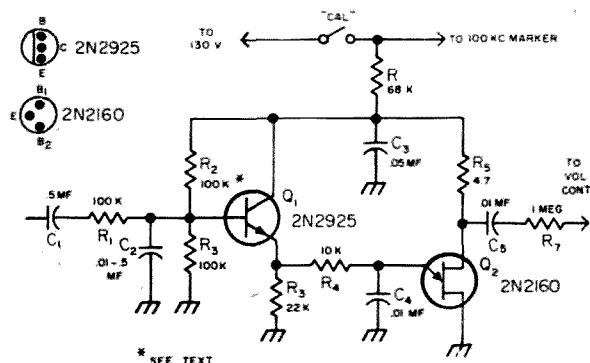 "CAL"
TO 130 V
TO 100 KC MARKER
B
C
E
2N2925
B1
E
B2
2N2160
R
68 K
C3
.05 MF
R2
100 K *
R5
4.7
Q1
2N2925
.5 MF
C1
100 K
R1
C2
.01-.5 MF
R3
100K
R3
22 K
10 K
R4
C4
.01 MF
Q2
2N2160
.01 MF
C5
1 MEG
R7
TO VOL CONT
* SEE TEXT